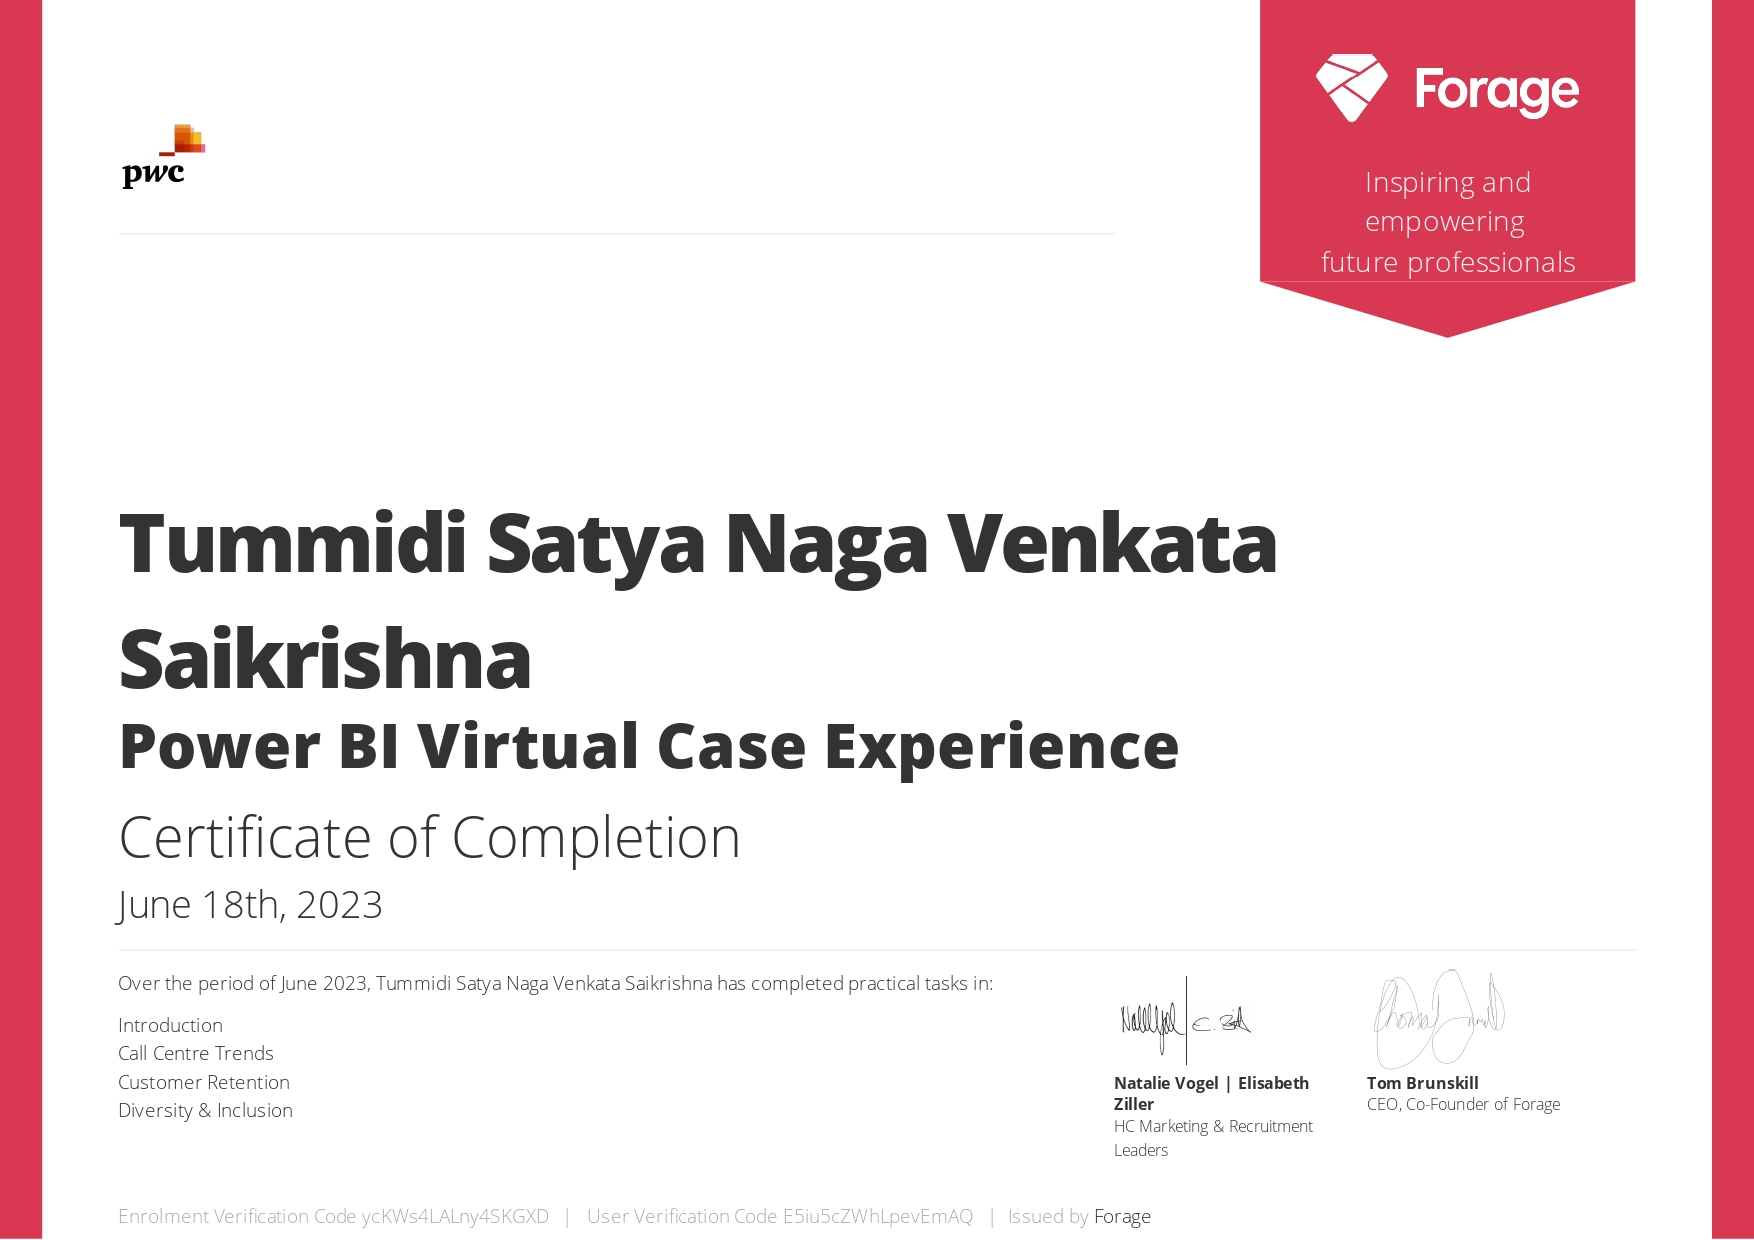 pwc
Forage
Inspiring and
empowering
future professionals
Tummidi Satya Naga Venkata
Saikrishna
Power BI Virtual Case Experience
Certificate of Completion
June 18th, 2023
Over the period of June 2023, Tummidi Satya Naga Venkata Saikrishna has completed practical tasks in:
Introduction
Call Centre Trends
Customer Retention
Diversity & Inclusion
Natalie Vogel | Elisabeth
Ziller
HC Marketing & Recruitment
Leaders
Tom Brunskill
CEO, Co-Founder of Forage
Enrolment Verification Code ycKWs4LALny4SKGXD | User Verification Code E5iu5cZWhLpevEmAQ | Issued by Forage